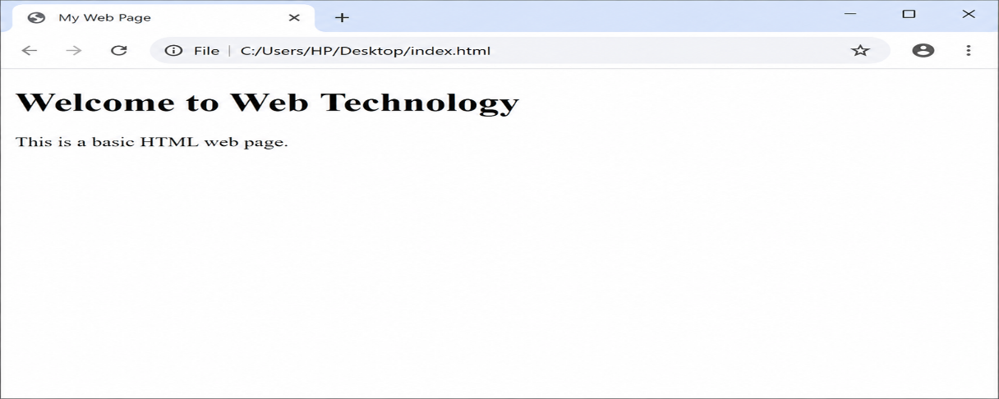 My Web Page
File | C:/Users/HP/Desktop/index.html
Welcome to Web Technology
This is a basic HTML web page.